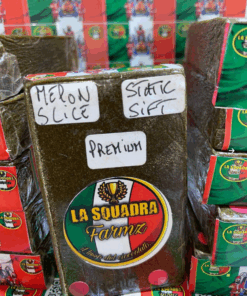 MELON
SLICE
STATIC
SIFT
PREMIUM
LA SQUADRA
Farmz